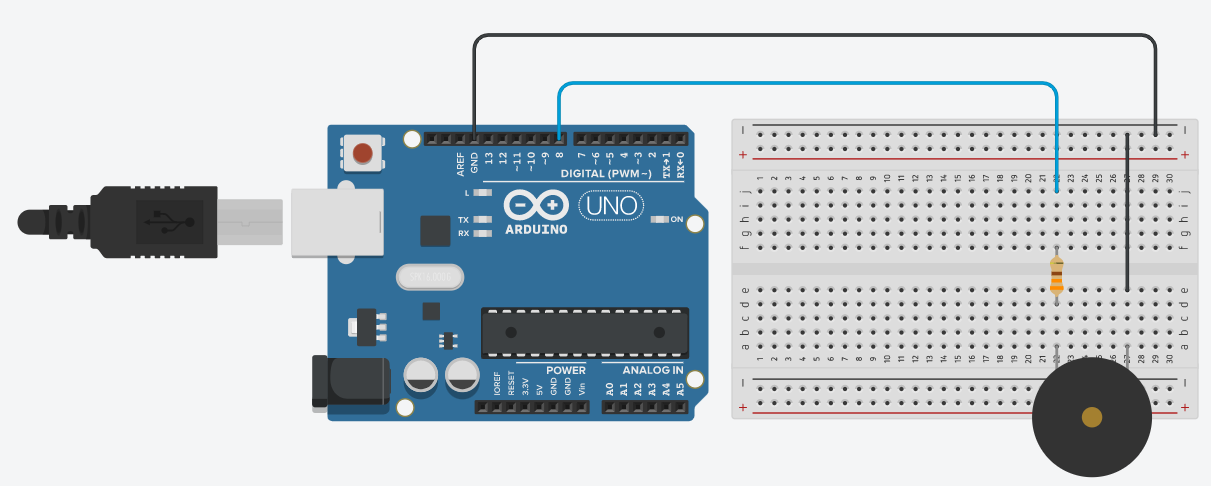 AREF
GND
13
12
~11
~10
~9
8
7
~6
~5
4
~3
2
TX→1
RX←0
DIGITAL (PWM~)
L
TX
RX
ARDUINO
UNO
ON
POWER
ANALOG IN
IOREF
RESET
3.3V
5V
GND
GND
Vin
A0
A1
A2
A3
A4
A5
− −
+ +
1 2 3 4 5 6 7 8 9 10 11 12 13 14 15 16 17 18 19 20 21 22 23 24 25 26 27 28 29 30
j j
i i
h h
g g
f f
e e
d d
c c
b b
a a
1 2 3 4 5 6 7 8 9 10 11 12 13 14 15 16 17 18 19 20 21 22 23 24 25 26 27 28 29 30
− −
+ +